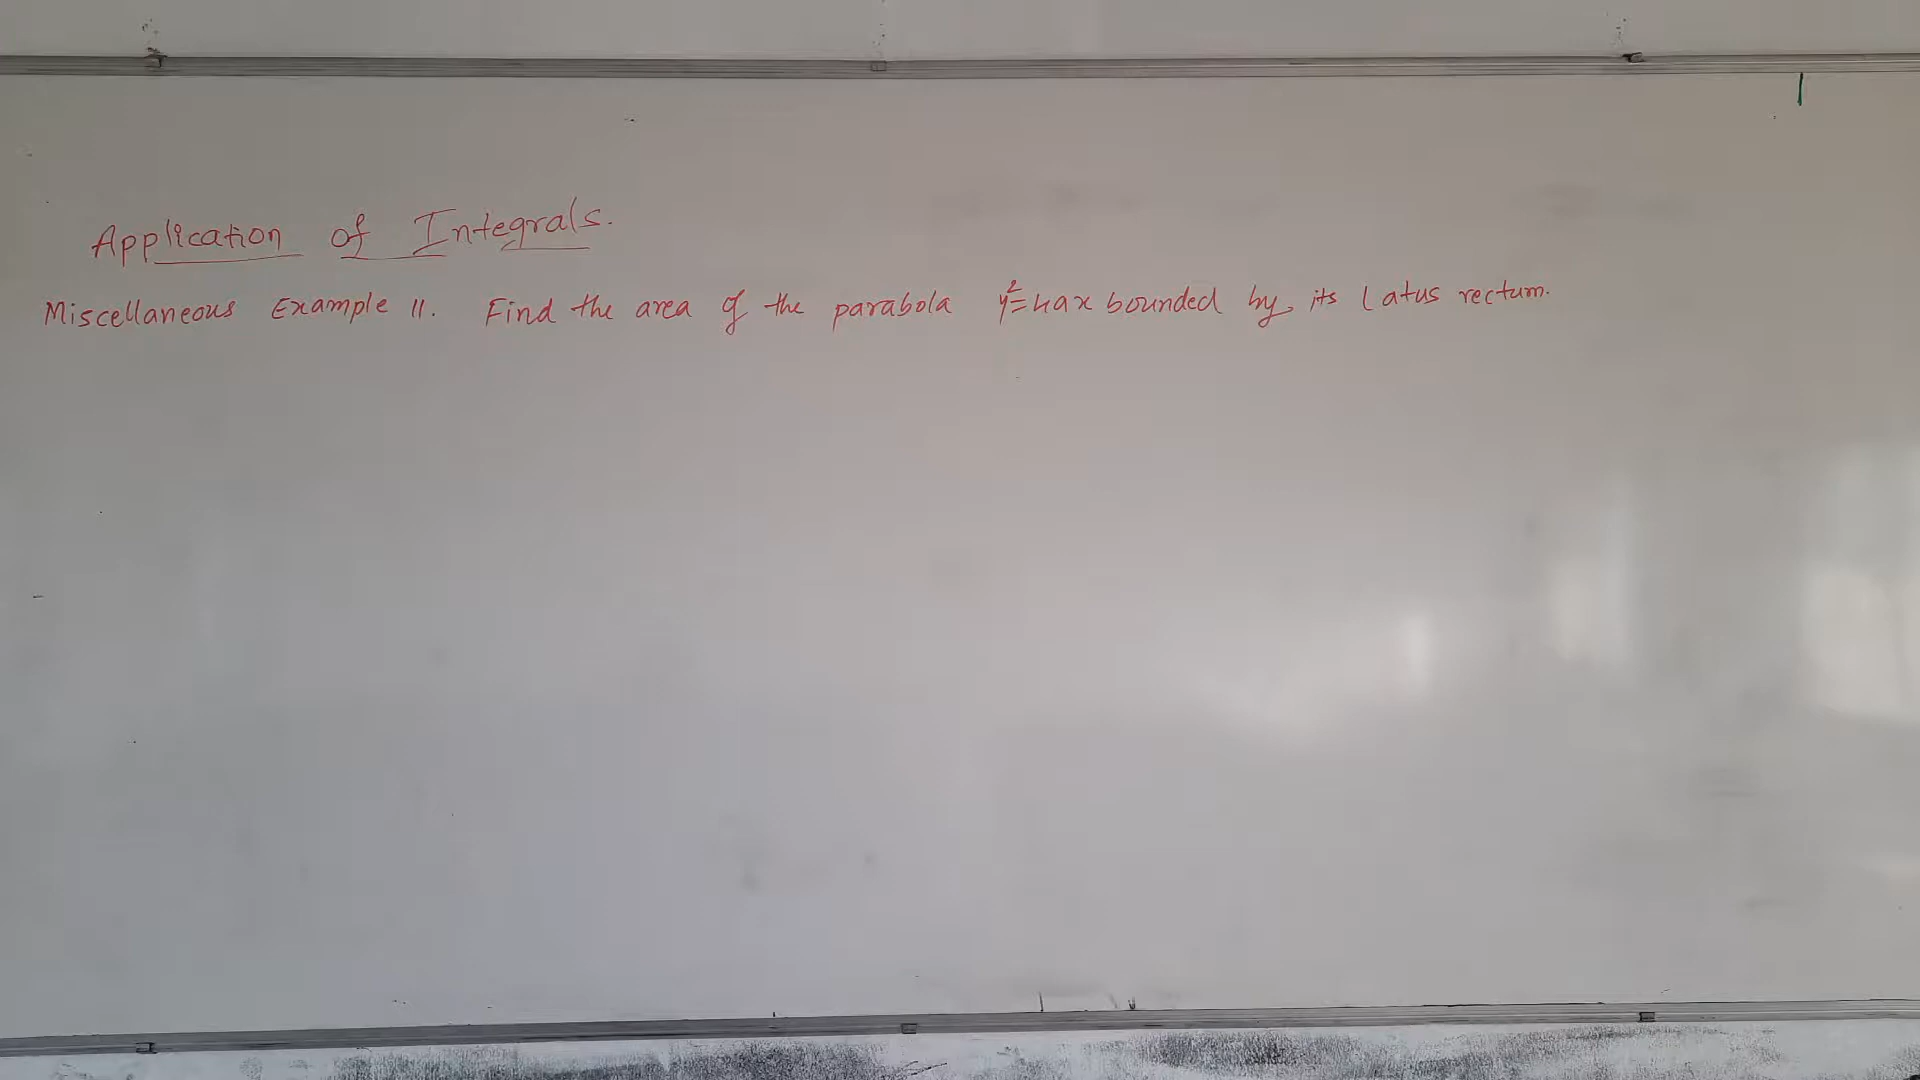 Application of Integrals.
Miscellaneous Example 11. Find the area of the parabola y²=4ax bounded by its Latus rectum.